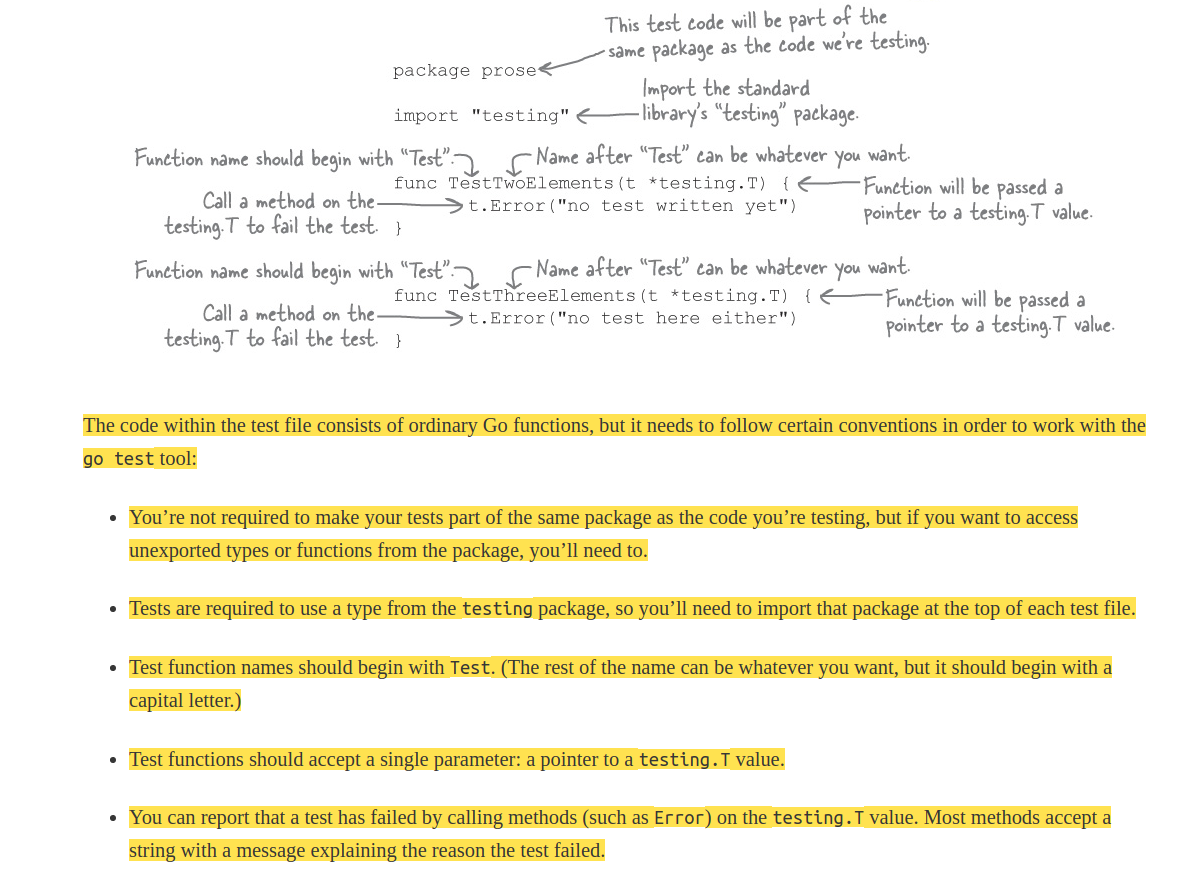 This test code will be part of the
same package as the code we're testing.
package prose
Import the standard
library's "testing" package.
import "testing"
Function name should begin with "Test".
Name after "Test" can be whatever you want.
func TestTwoElements(t *testing.T) {
Function will be passed a
pointer to a testing.T value.
Call a method on the
testing.T to fail the test.
t.Error("no test written yet")
}
Function name should begin with "Test".
Name after "Test" can be whatever you want.
func TestThreeElements(t *testing.T) {
Function will be passed a
pointer to a testing.T value.
Call a method on the
testing.T to fail the test.
t.Error("no test here either")
}
The code within the test file consists of ordinary Go functions, but it needs to follow certain conventions in order to work with the
go test tool:
• You’re not required to make your tests part of the same package as the code you’re testing, but if you want to access
unexported types or functions from the package, you’ll need to.
• Tests are required to use a type from the testing package, so you’ll need to import that package at the top of each test file.
• Test function names should begin with Test. (The rest of the name can be whatever you want, but it should begin with a
capital letter.)
• Test functions should accept a single parameter: a pointer to a testing.T value.
• You can report that a test has failed by calling methods (such as Error) on the testing.T value. Most methods accept a
string with a message explaining the reason the test failed.